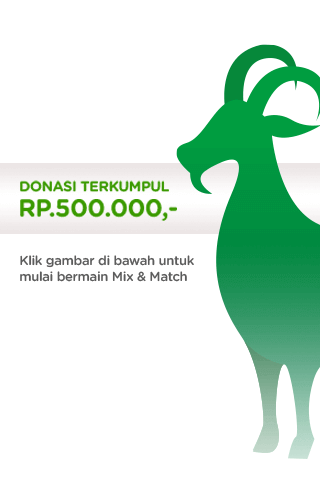 DONASI TERKUMPUL
RP.500.000,-
Klik gambar di bawah untuk
mulai bermain Mix & Match